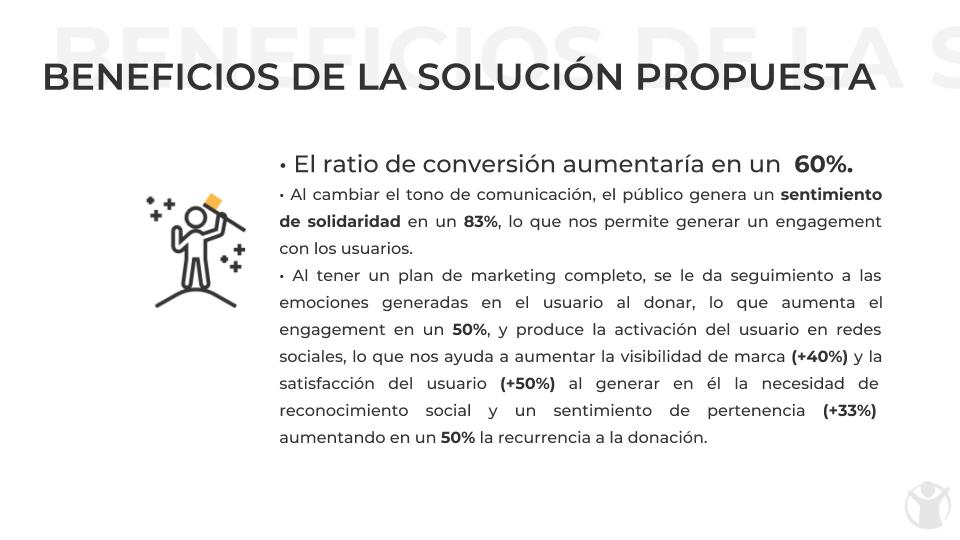 BENEFICIOS DE LA S
BENEFICIOS DE LA SOLUCIÓN PROPUESTA
• El ratio de conversión aumentaría en un 60%.
• Al cambiar el tono de comunicación, el público genera un sentimiento
de solidaridad en un 83%, lo que nos permite generar un engagement
con los usuarios.
• Al tener un plan de marketing completo, se le da seguimiento a las
emociones generadas en el usuario al donar, lo que aumenta el
engagement en un 50%, y produce la activación del usuario en redes
sociales, lo que nos ayuda a aumentar la visibilidad de marca (+40%) y la
satisfacción del usuario (+50%) al generar en él la necesidad de
reconocimiento social y un sentimiento de pertenencia (+33%)
aumentando en un 50% la recurrencia a la donación.